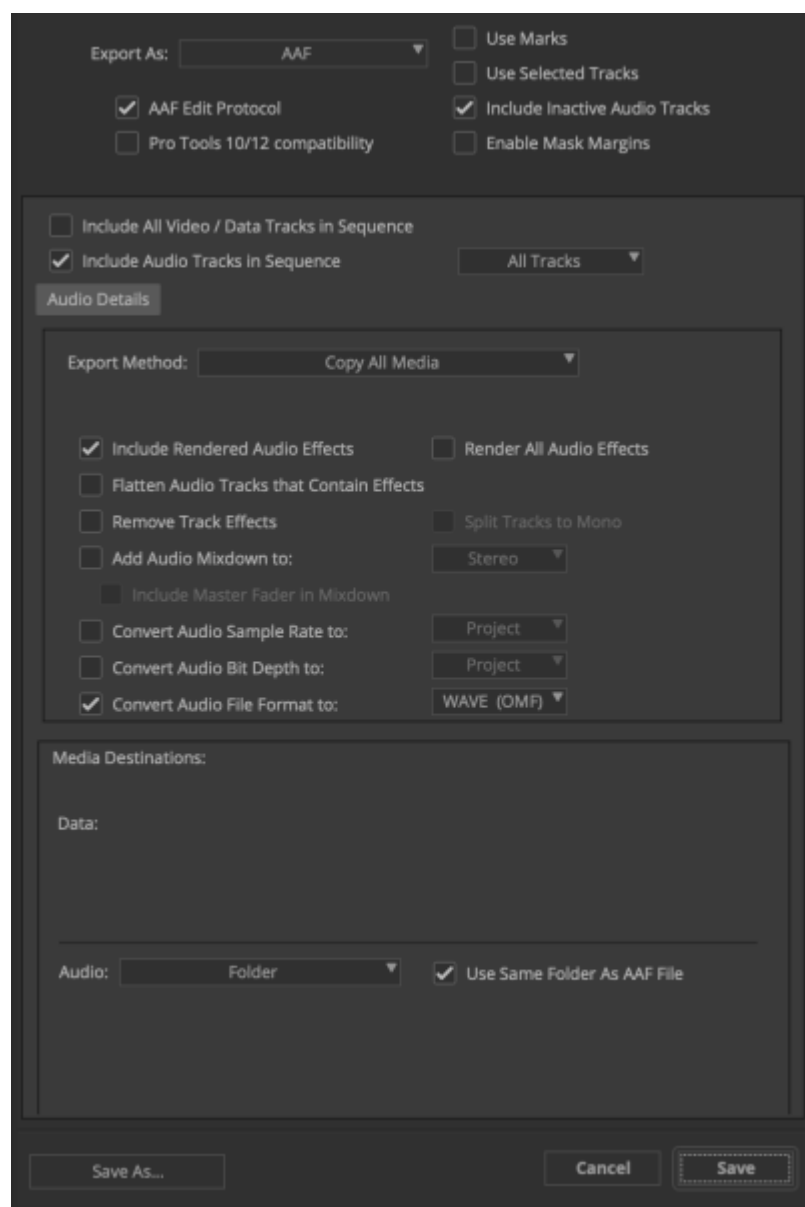 Export As: AAF
Use Marks
Use Selected Tracks
AAF Edit Protocol
Include Inactive Audio Tracks
Pro Tools 10/12 compatibility
Enable Mask Margins
Include All Video / Data Tracks in Sequence
Include Audio Tracks in Sequence All Tracks
Audio Details
Export Method: Copy All Media
Include Rendered Audio Effects Render All Audio Effects
Flatten Audio Tracks that Contain Effects
Remove Track Effects Split Tracks to Mono
Add Audio Mixdown to: Stereo
Include Master Fader in Mixdown
Convert Audio Sample Rate to: Project
Convert Audio Bit Depth to: Project
Convert Audio File Format to: WAVE (OMF)
Media Destinations:
Data:
Audio: Folder Use Same Folder As AAF File
Save As... Cancel Save